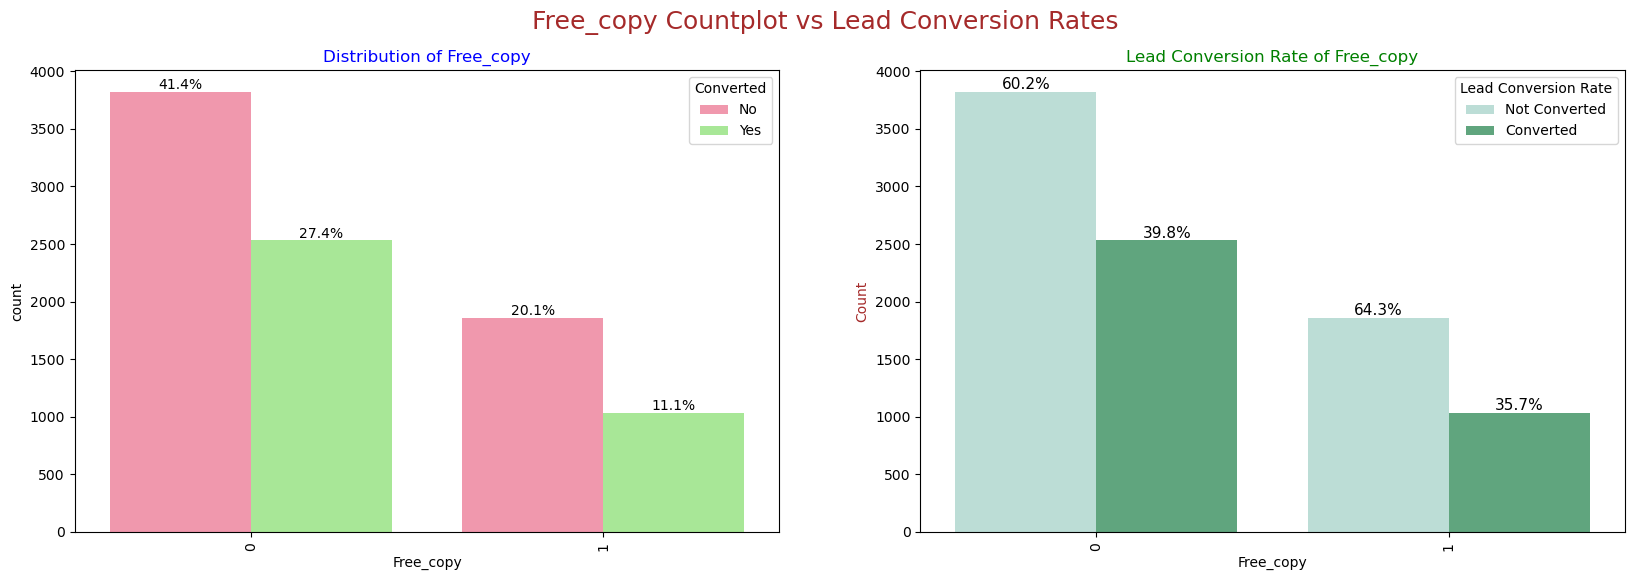 Free_copy Countplot vs Lead Conversion Rates
Distribution of Free_copy
4000
3500
3000
2500
2000
1500
1000
500
0
count
41.4%
27.4%
20.1%
11.1%
Converted
No
Yes
0
1
Free_copy
Lead Conversion Rate of Free_copy
4000
3500
3000
2500
2000
1500
1000
500
0
Count
60.2%
39.8%
64.3%
35.7%
Lead Conversion Rate
Not Converted
Converted
0
1
Free_copy